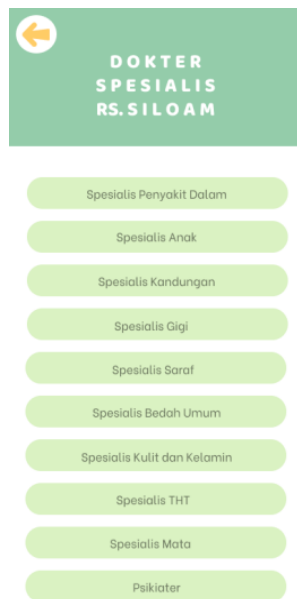 DOKTER
SPESIALIS
RS. SILOAM
Spesialis Penyakit Dalam
Spesialis Anak
Spesialis Kandungan
Spesialis Gigi
Spesialis Saraf
Spesialis Bedah Umum
Spesialis Kulit dan Kelamin
Spesialis THT
Spesialis Mata
Psikiater